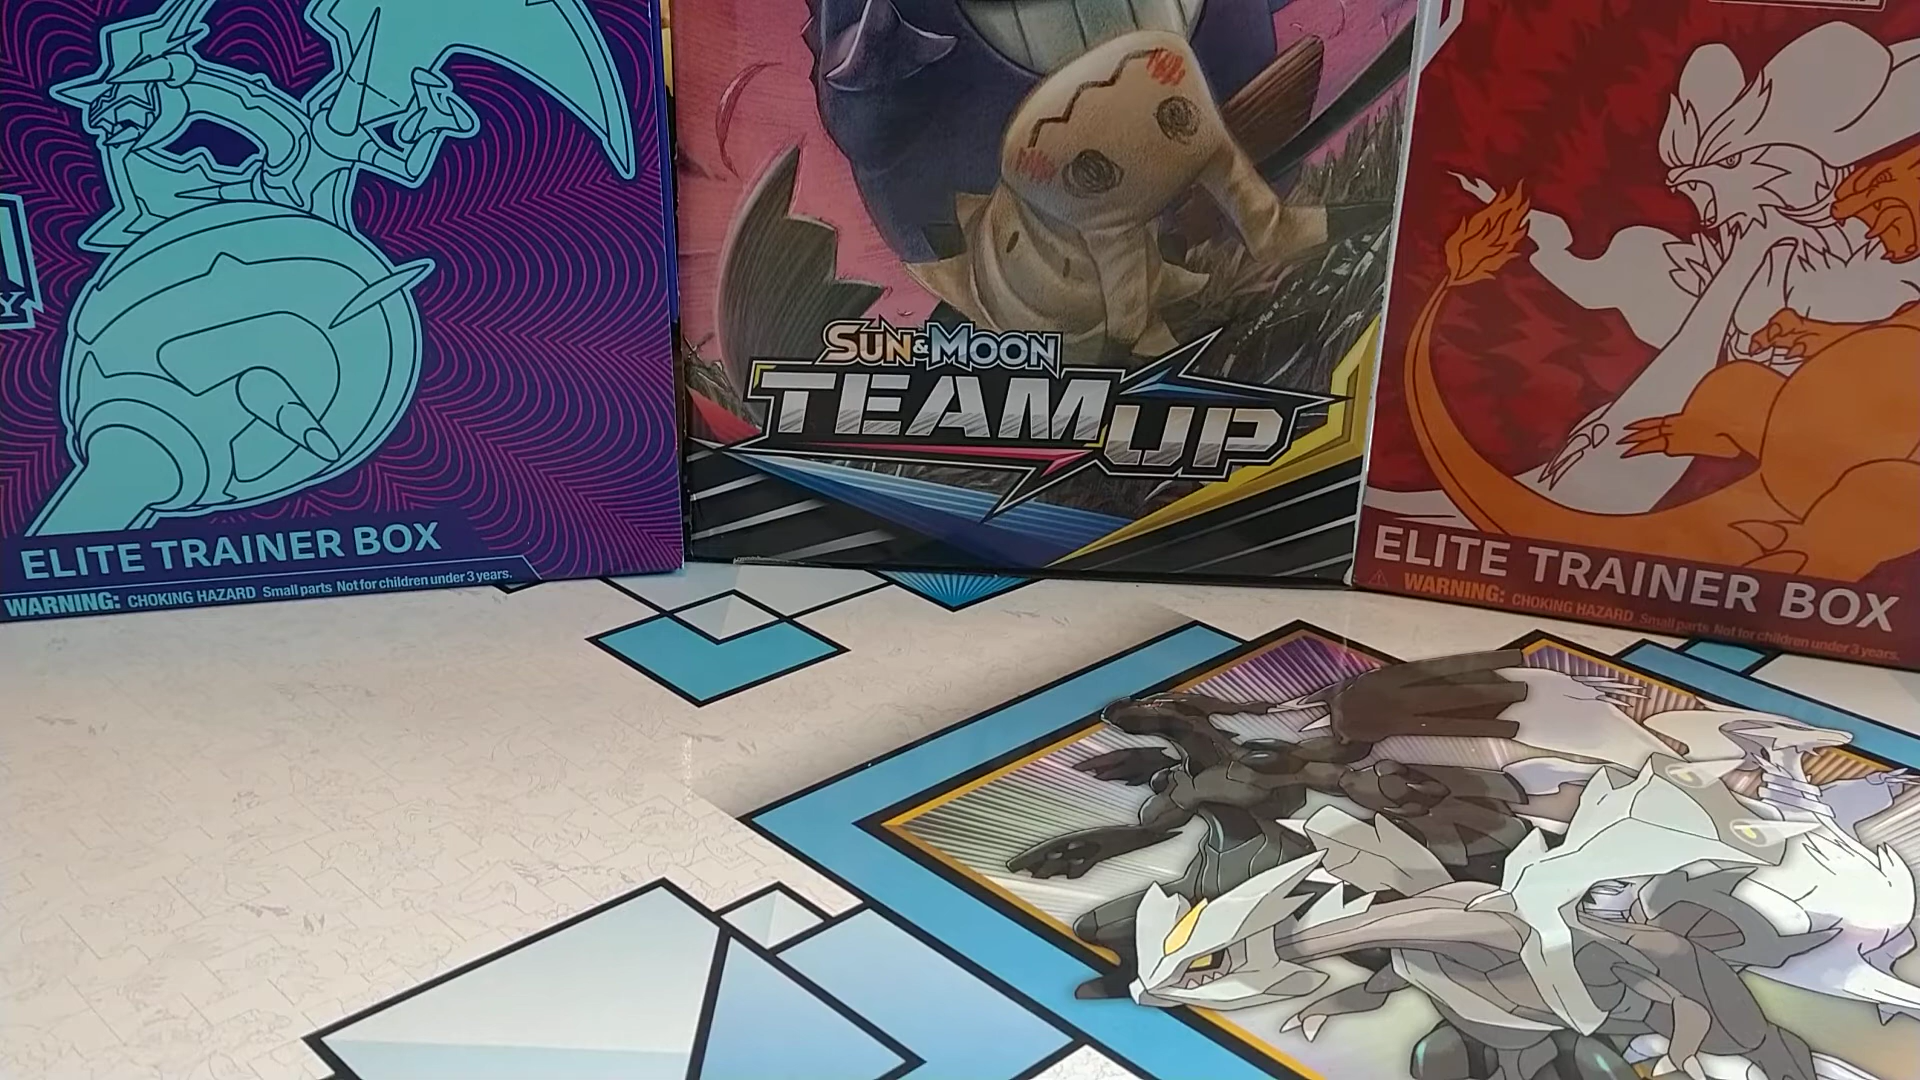 ELITE TRAINER BOX
WARNING: CHOKING HAZARD Small parts Not for children under 3 years.
SUN & MOON
TEAM UP
ELITE TRAINER BOX
WARNING: CHOKING HAZARD Small parts Not for children under 3 years.